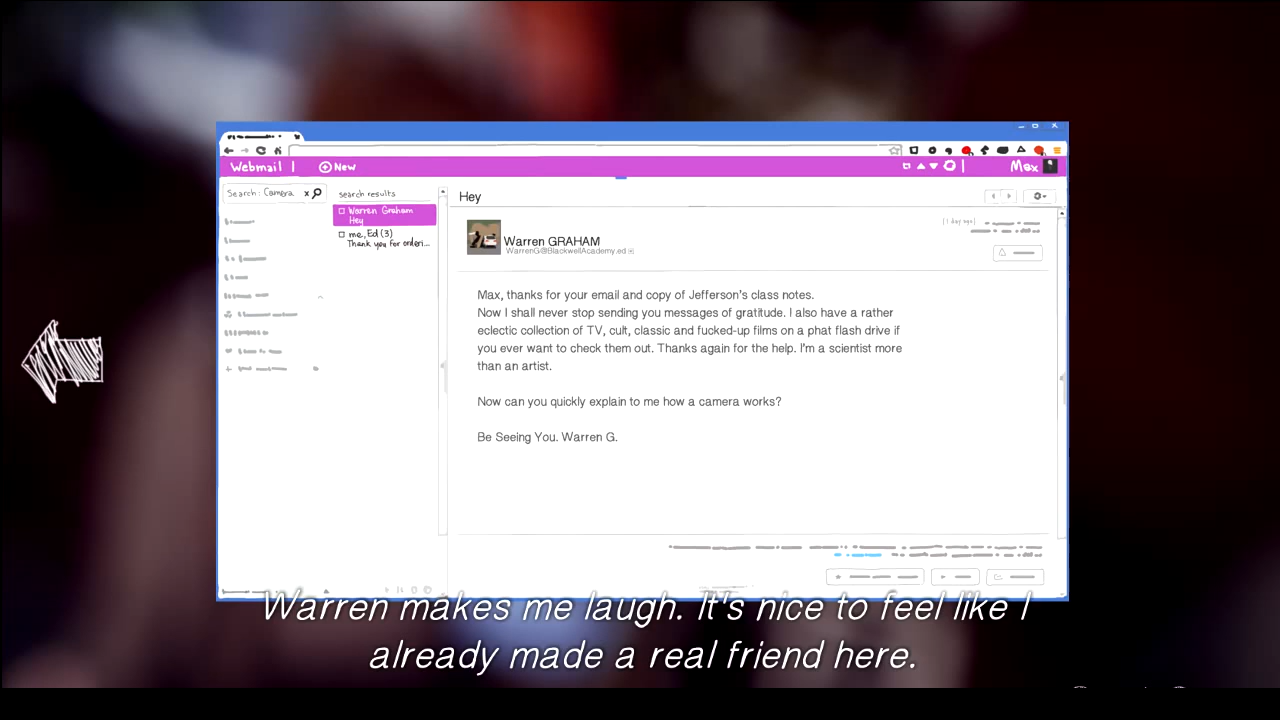 Webmail |
New
Max
Search: Camera x
search results
Warren Graham
Hey
me, Ed (3)
Thank you for orderi...
Hey
[1 day ago]
Warren GRAHAM
WarrenG@BlackwellAcademy.ed
Max, thanks for your email and copy of Jefferson's class notes.
Now I shall never stop sending you messages of gratitude. I also have a rather
eclectic collection of TV, cult, classic and fucked-up films on a phat flash drive if
you ever want to check them out. Thanks again for the help. I'm a scientist more
than an artist.
Now can you quickly explain to me how a camera works?
Be Seeing You. Warren G.
Warren makes me laugh. It's nice to feel like I
already made a real friend here.